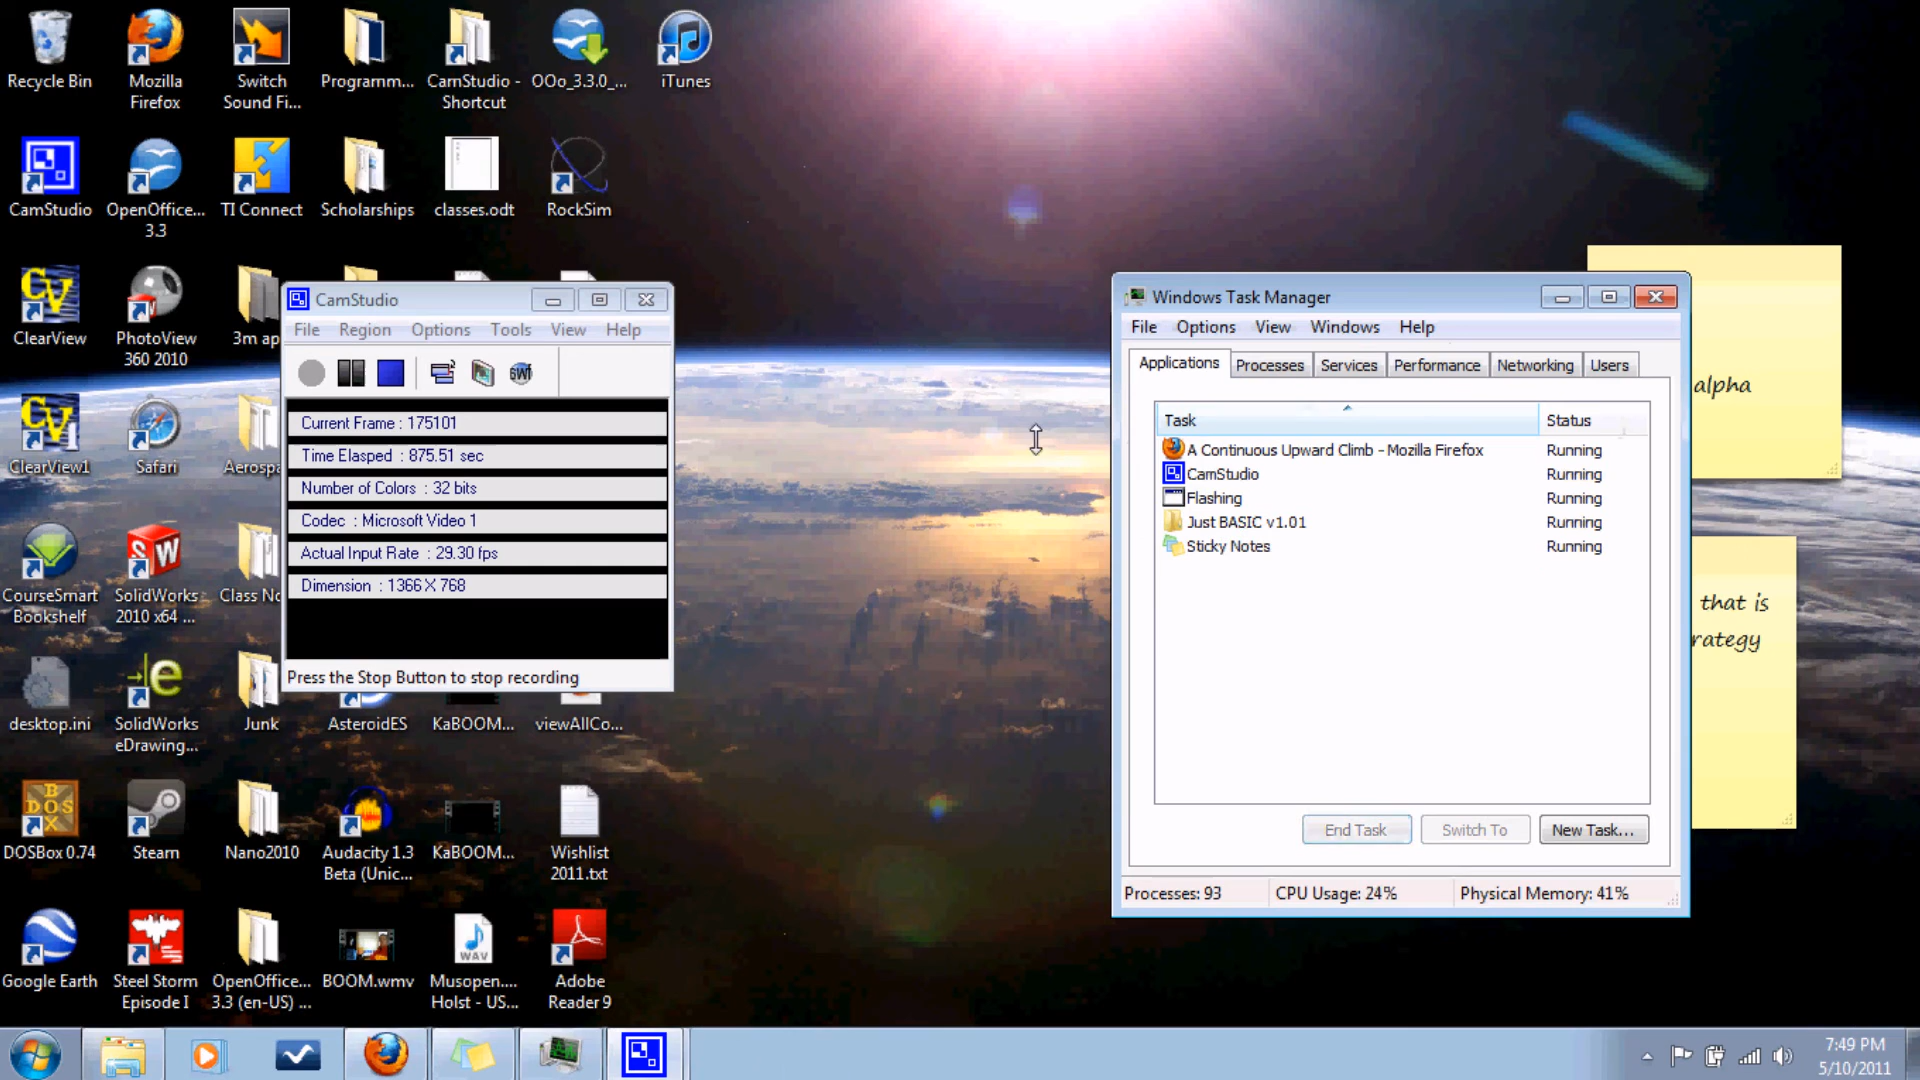 Recycle Bin
Mozilla
Firefox
Switch
Sound Fi...
Programm...
CamStudio -
Shortcut
OOo_3.3.0_...
iTunes
CamStudio
OpenOffice...
3.3
TI Connect
Scholarships
classes.odt
RockSim
ClearView
PhotoView
360 2010
3m ap
ClearView1
Safari
Aerospa
CourseSmart
Bookshelf
SolidWorks
2010 x64 ...
Class No
desktop.ini
SolidWorks
eDrawing...
Junk
AsteroidES
KaBOOM...
viewAllCo...
DOSBox 0.74
Steam
Nano2010
Audacity 1.3
Beta (Unic...
KaBOOM...
Wishlist
2011.txt
Google Earth
Steel Storm
Episode I
OpenOffice...
3.3 (en-US) ...
BOOM.wmv
Musopen....
Holst - US...
Adobe
Reader 9
CamStudio
File Region Options Tools View Help
Current Frame : 175101
Time Elasped : 875.51 sec
Number of Colors : 32 bits
Codec : Microsoft Video 1
Actual Input Rate : 29.30 fps
Dimension : 1366 X 768
Press the Stop Button to stop recording
Windows Task Manager
File Options View Windows Help
Applications Processes Services Performance Networking Users
Task Status
A Continuous Upward Climb - Mozilla Firefox Running
CamStudio Running
Flashing Running
Just BASIC v1.01 Running
Sticky Notes Running
End Task Switch To New Task...
Processes: 93 CPU Usage: 24% Physical Memory: 41%
alpha
that is
rategy
7:49 PM
5/10/2011